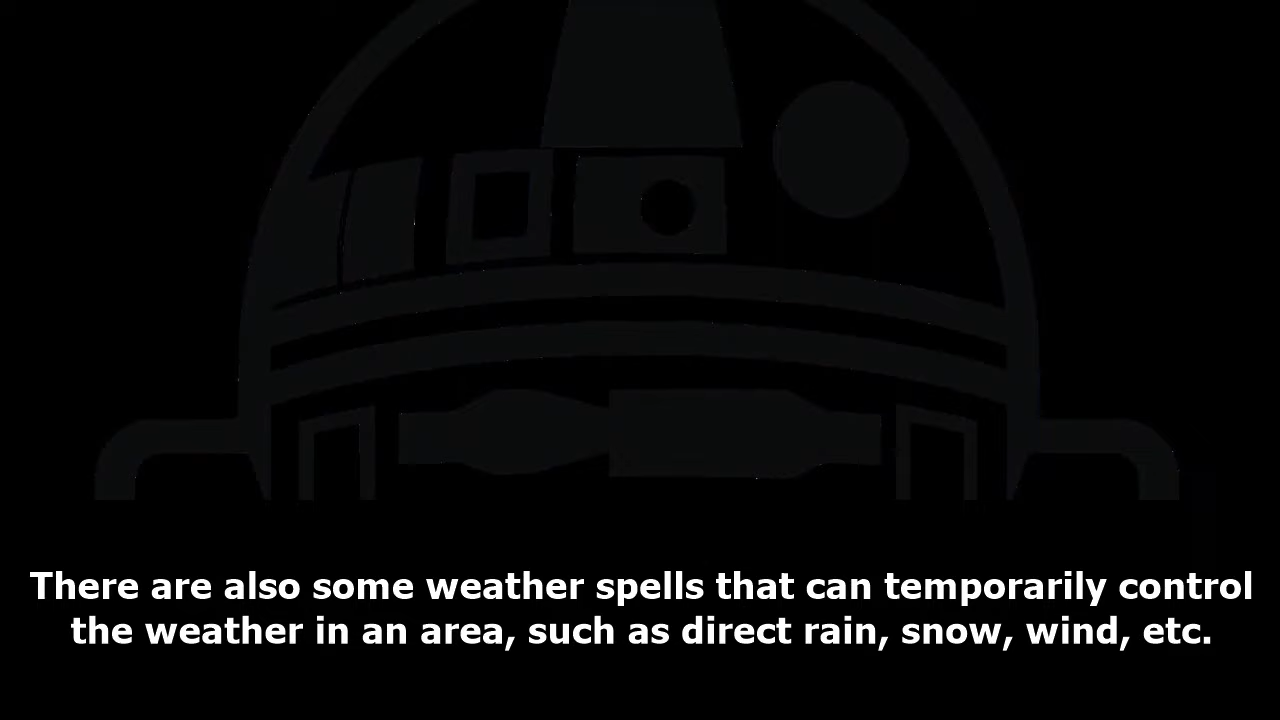 There are also some weather spells that can temporarily control
the weather in an area, such as direct rain, snow, wind, etc.